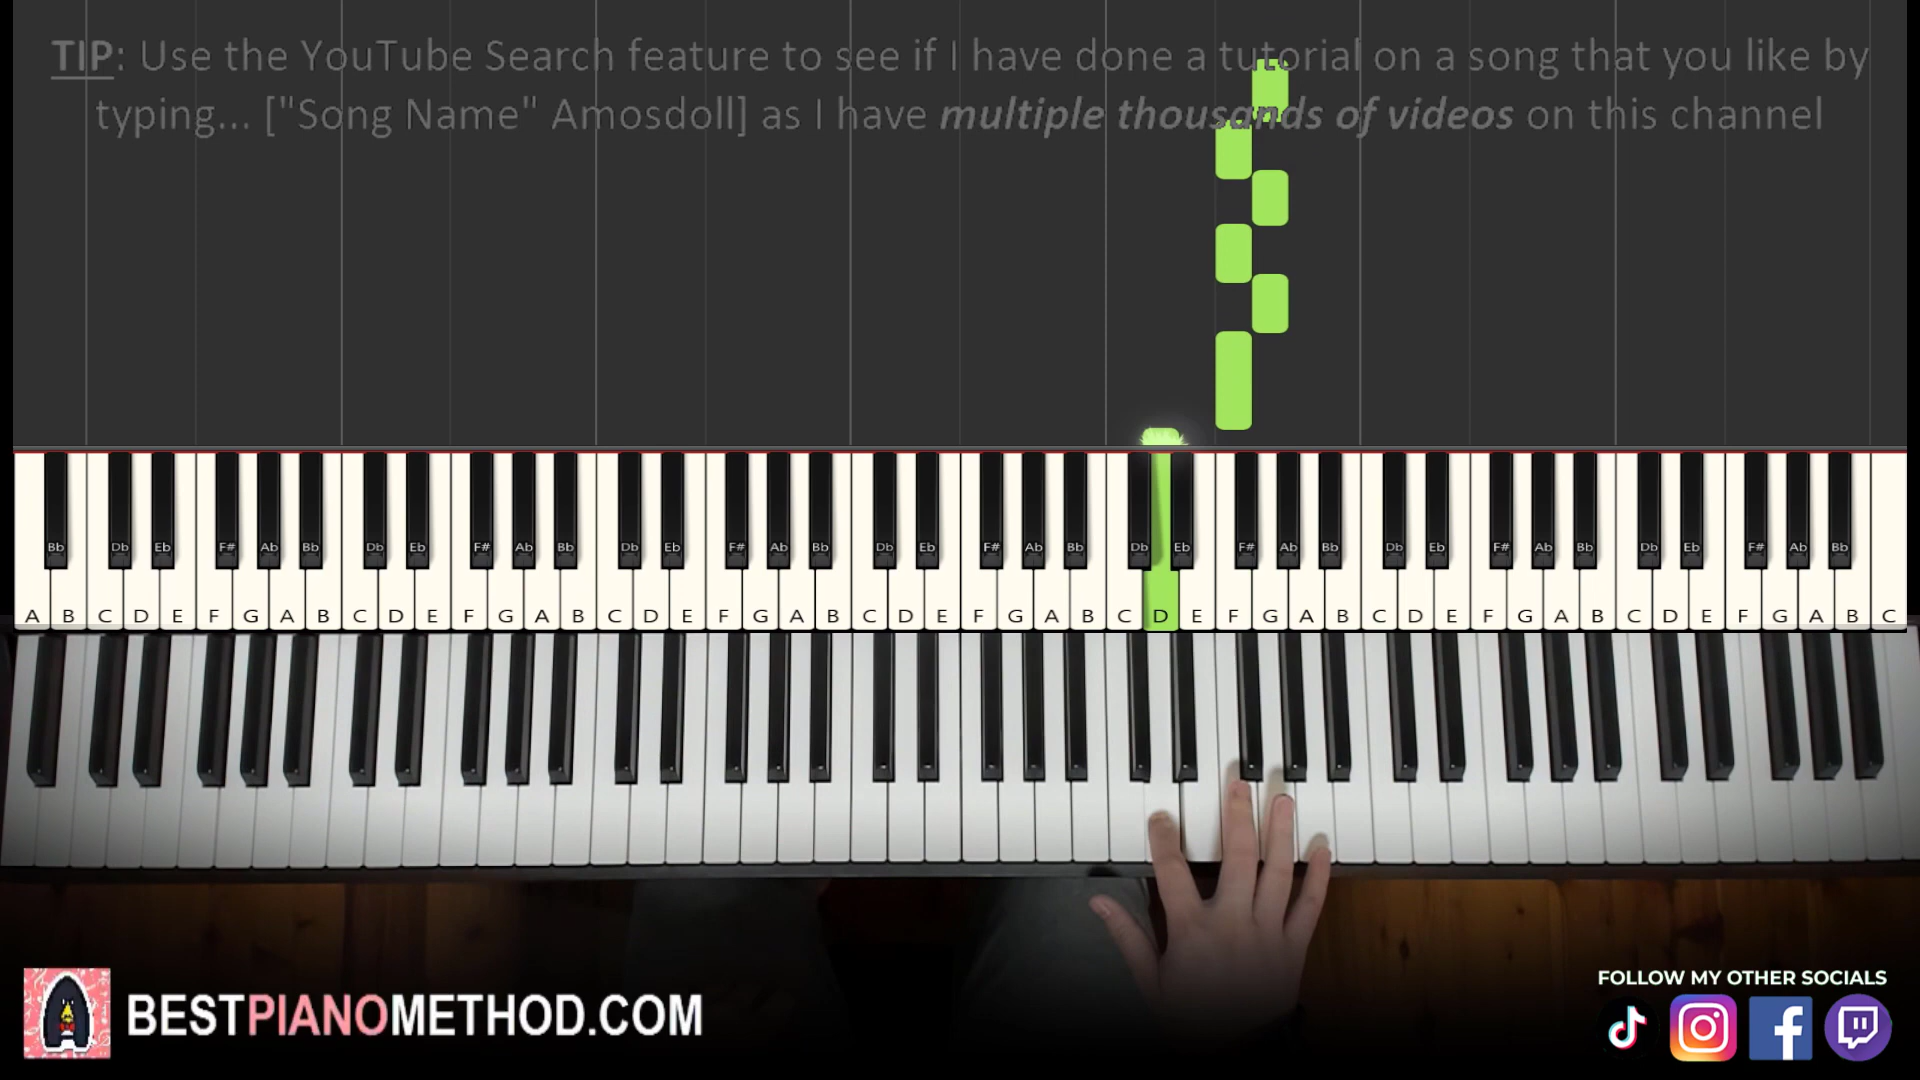 TIP: Use the YouTube Search feature to see if I have done a tutorial on a song that you like by
typing... ["Song Name" Amosdoll] as I have multiple thousands of videos on this channel
Bb Db Eb F# Ab Bb Db Eb F# Ab Bb Db Eb F# Ab Bb Db Eb F# Ab Bb Db Eb F# Ab Bb Db Eb F# Ab Bb Db Eb F# Ab Bb
A B C D E F G A B C D E F G A B C D E F G A B C D E F G A B C D E F G A B C D E F G A B C D E F G A B C
BESTPIANOMETHOD.COM
FOLLOW MY OTHER SOCIALS